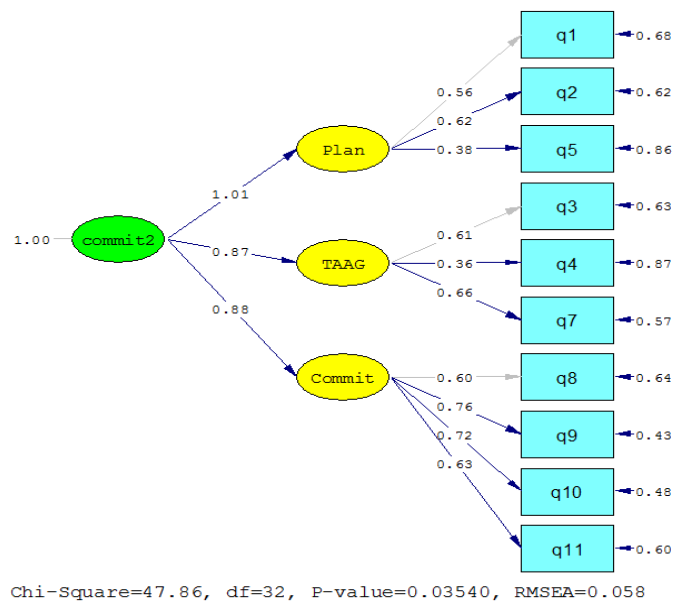 q1
0.68
0.56
q2
0.62
0.62
Plan
0.38
q5
0.86
1.01
q3
0.63
1.00
commit2
0.61
0.87
TAAG
0.36
q4
0.87
0.66
q7
0.57
0.88
Commit
0.60
q8
0.64
0.76
q9
0.43
0.72
0.63
q10
0.48
q11
0.60
Chi-Square=47.86, df=32, P-value=0.03540, RMSEA=0.058